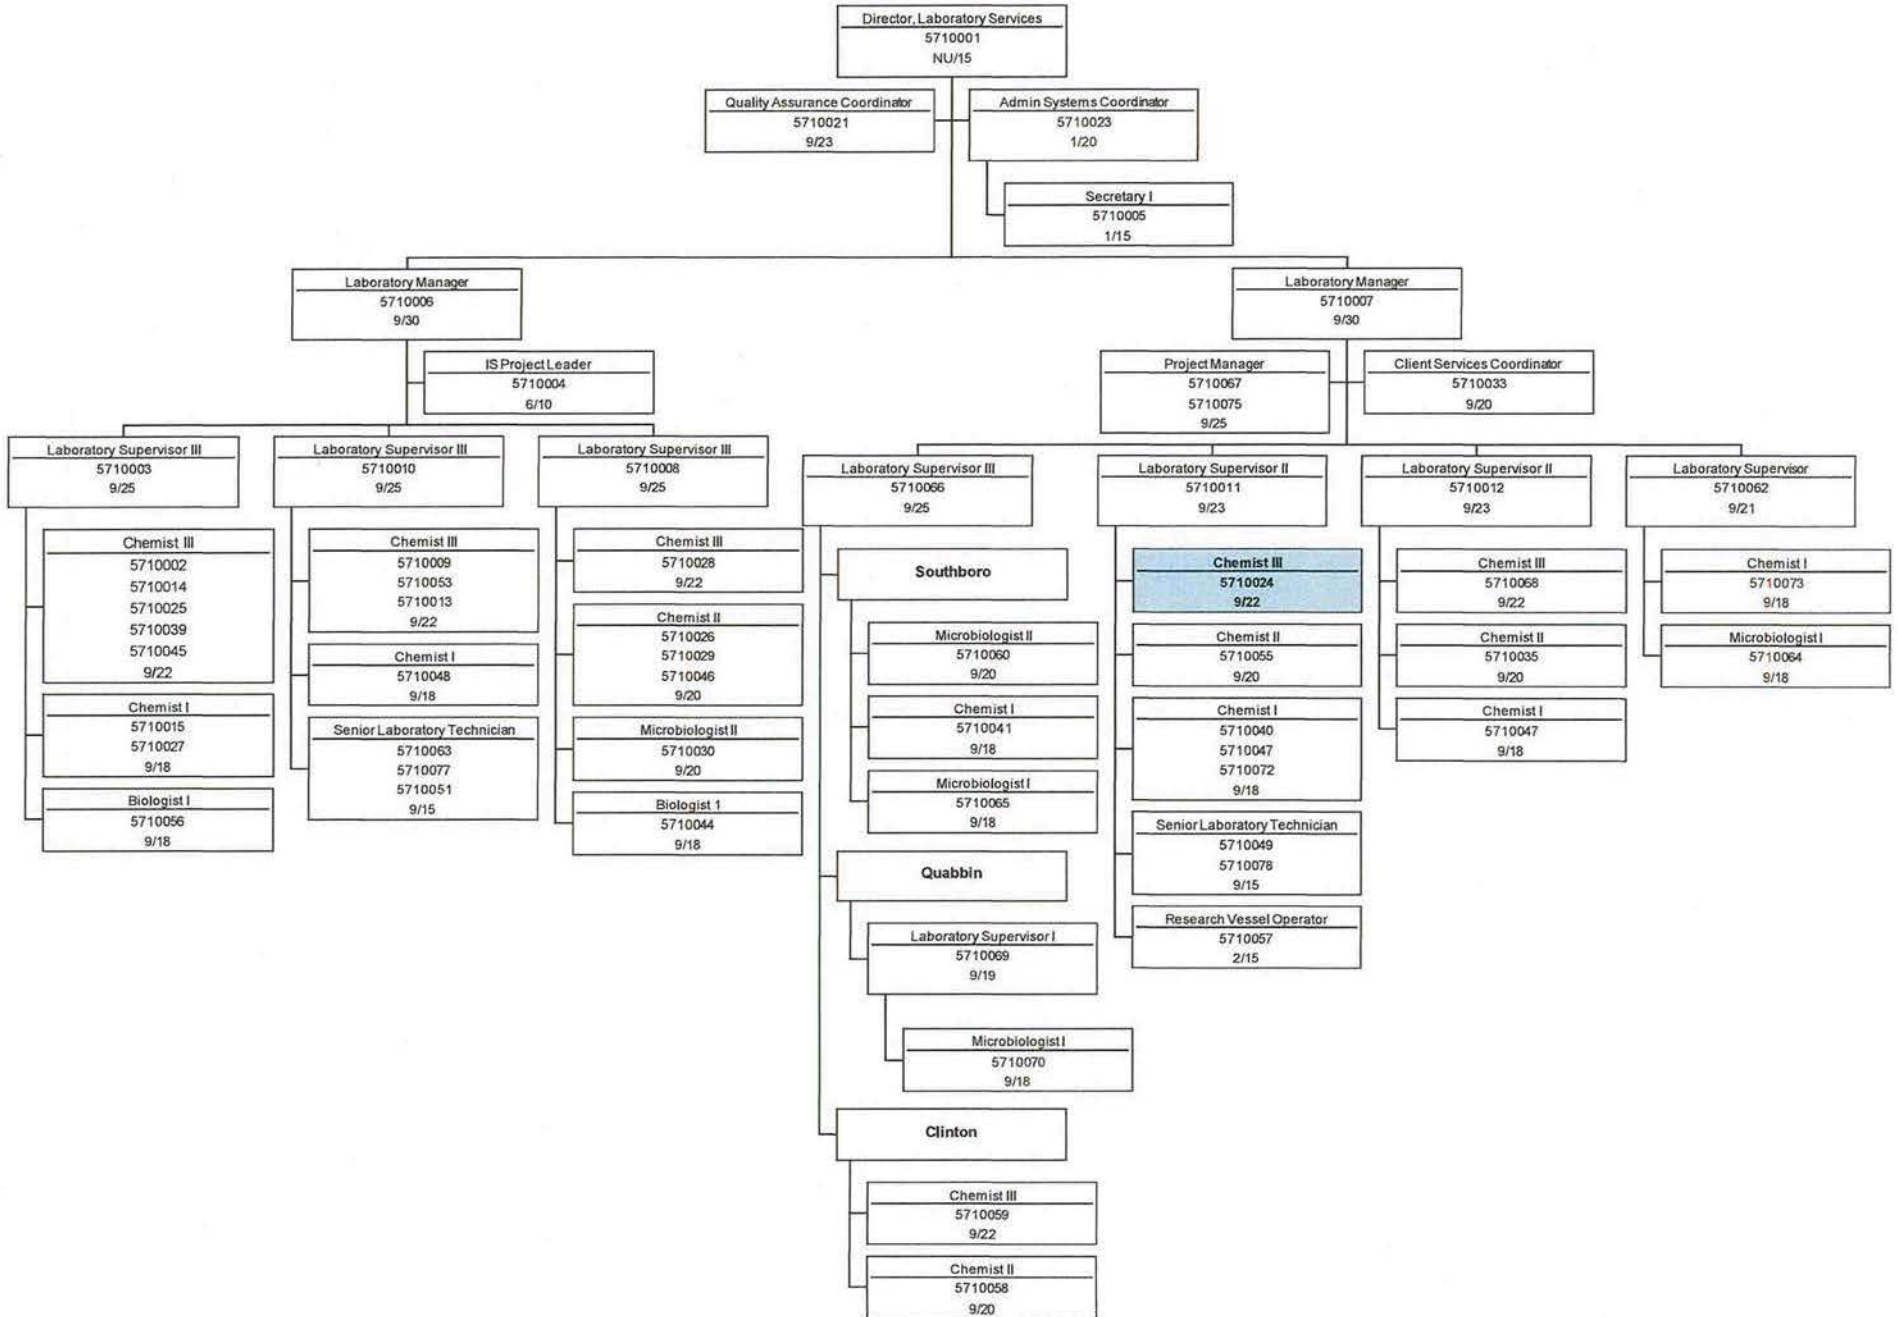 Director, Laboratory Services
5710001
NU/15
Quality Assurance Coordinator
5710021
9/23
Admin Systems Coordinator
5710023
1/20
Secretary I
5710005
1/15
Laboratory Manager
5710006
9/30
Laboratory Manager
5710007
9/30
IS Project Leader
5710004
6/10
Project Manager
5710067
5710075
9/25
Client Services Coordinator
5710033
9/20
Laboratory Supervisor III
5710003
9/25
Chemist III
5710002
5710014
5710025
5710039
5710045
9/22
Chemist I
5710015
5710027
9/18
Biologist I
5710056
9/18
Laboratory Supervisor III
5710010
9/25
Chemist III
5710009
5710053
5710013
9/22
Chemist I
5710048
9/18
Senior Laboratory Technician
5710063
5710077
5710051
9/15
Laboratory Supervisor III
5710008
9/25
Chemist III
5710028
9/22
Chemist II
5710026
5710029
5710046
9/20
Microbiologist II
5710030
9/20
Biologist 1
5710044
9/18
Laboratory Supervisor III
5710066
9/25
Southboro
Microbiologist II
5710060
9/20
Chemist I
5710041
9/18
Microbiologist I
5710065
9/18
Quabbin
Laboratory Supervisor I
5710069
9/19
Microbiologist I
5710070
9/18
Clinton
Chemist III
5710059
9/22
Chemist II
5710058
9/20
Laboratory Supervisor II
5710011
9/23
Chemist III
5710024
9/22
Chemist II
5710055
9/20
Chemist I
5710040
5710047
5710072
9/18
Senior Laboratory Technician
5710049
5710078
9/15
Research Vessel Operator
5710057
2/15
Laboratory Supervisor II
5710012
9/23
Chemist III
5710068
9/22
Chemist II
5710035
9/20
Chemist I
5710047
9/18
Laboratory Supervisor
5710062
9/21
Chemist I
5710073
9/18
Microbiologist I
5710064
9/18